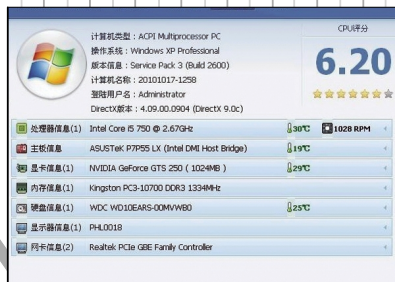 计算机类型：ACPI Multiprocessor PC
操作系统：Windows XP Professional
版本信息：Service Pack 3 (Build 2600)
计算机名称：20101017-1258
登陆用户名：Administrator
DirectX版本：4.09.00.0904 (DirectX 9.0c)
CPU评分
6.20
处理器信息(1) Intel Core i5 750 @ 2.67GHz 30℃ 1028 RPM
主板信息 ASUSTeK P7P55 LX (Intel DMI Host Bridge) 19℃
显卡信息(1) NVIDIA GeForce GTS 250 ( 1024MB ) 29℃
内存信息(1) Kingston PC3-10700 DDR3 1334MHz
硬盘信息(1) WDC WD10EARS-00MVWB0 25℃
显示器信息(1) PHL0018
网卡信息(2) Realtek PCIe GBE Family Controller